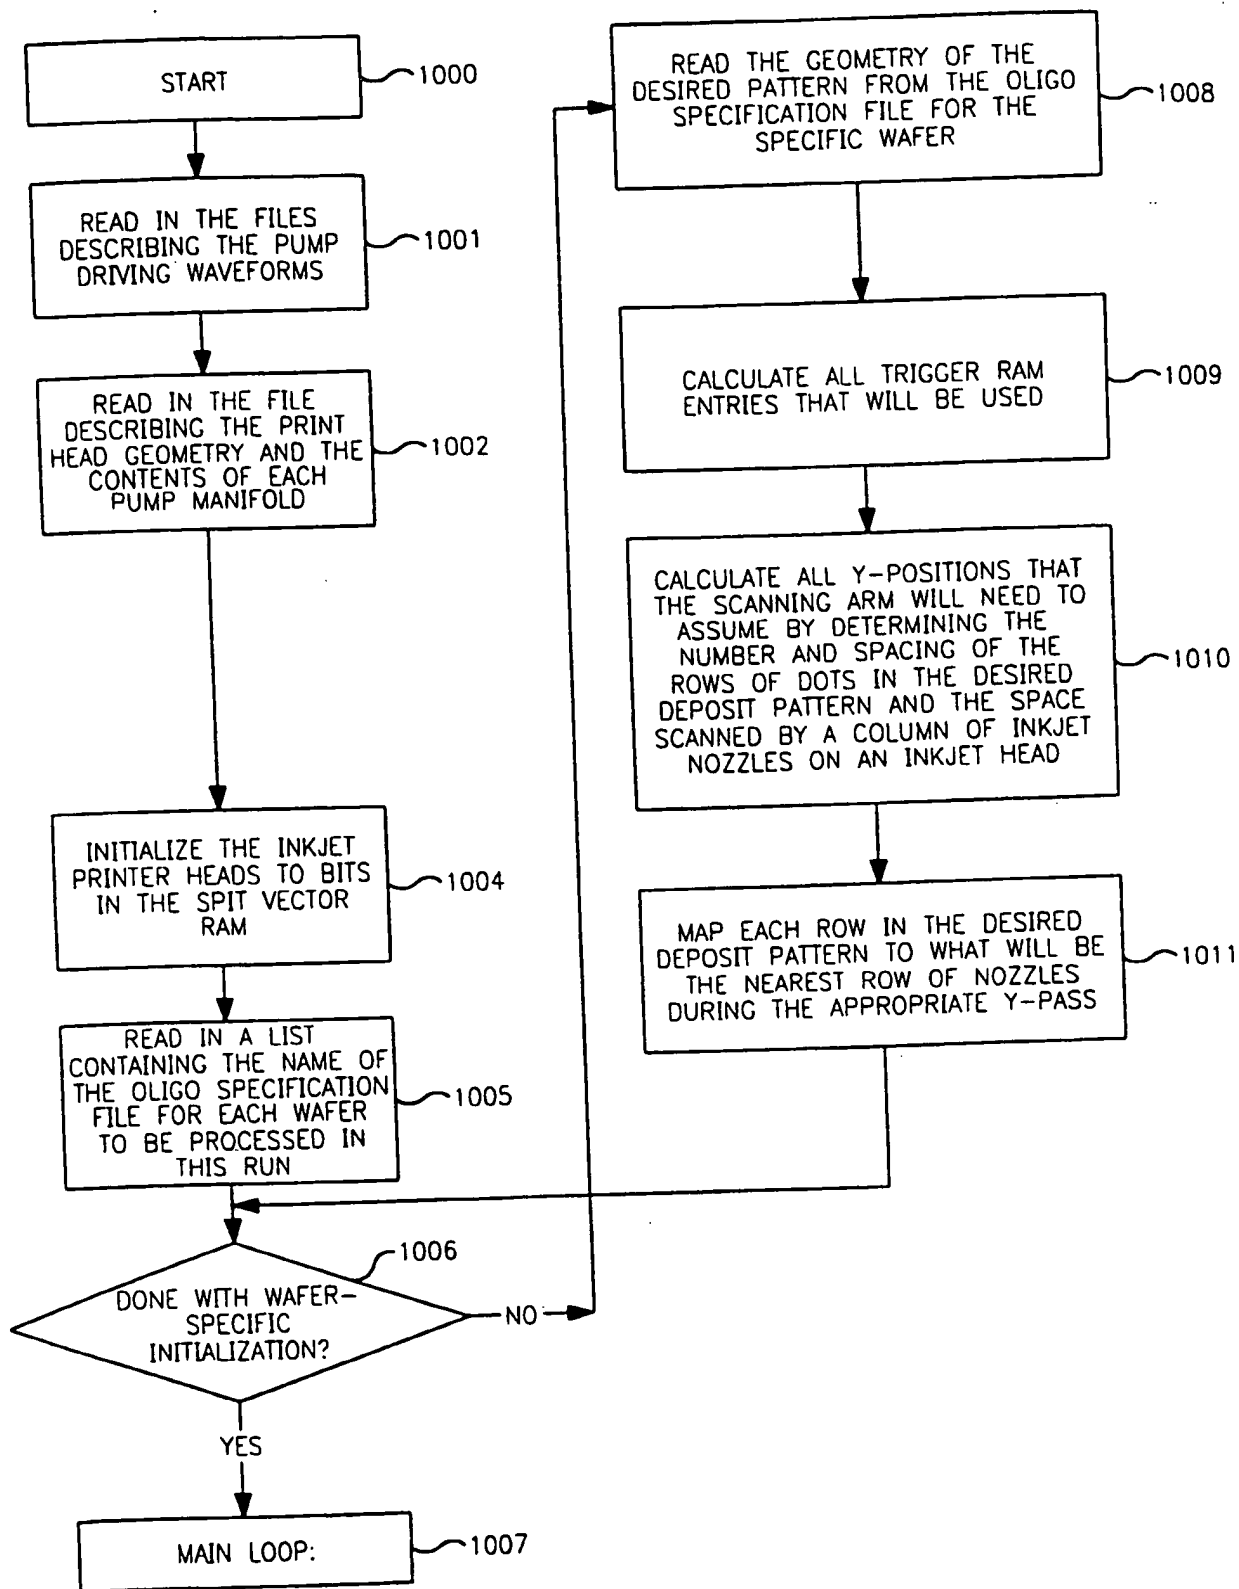 START
1000
READ IN THE FILES
DESCRIBING THE PUMP
DRIVING WAVEFORMS
1001
READ IN THE FILE
DESCRIBING THE PRINT
HEAD GEOMETRY AND THE
CONTENTS OF EACH
PUMP MANIFOLD
1002
INITIALIZE THE INKJET
PRINTER HEADS TO BITS
IN THE SPIT VECTOR
RAM
1004
READ IN A LIST
CONTAINING THE NAME OF
THE OLIGO SPECIFICATION
FILE FOR EACH WAFER
TO BE PROCESSED IN
THIS RUN
1005
DONE WITH WAFER-
SPECIFIC
INITIALIZATION?
1006
NO
YES
MAIN LOOP:
1007
READ THE GEOMETRY OF THE
DESIRED PATTERN FROM THE OLIGO
SPECIFICATION FILE FOR THE
SPECIFIC WAFER
1008
CALCULATE ALL TRIGGER RAM
ENTRIES THAT WILL BE USED
1009
CALCULATE ALL Y-POSITIONS THAT
THE SCANNING ARM WILL NEED TO
ASSUME BY DETERMINING THE
NUMBER AND SPACING OF THE
ROWS OF DOTS IN THE DESIRED
DEPOSIT PATTERN AND THE SPACE
SCANNED BY A COLUMN OF INKJET
NOZZLES ON AN INKJET HEAD
1010
MAP EACH ROW IN THE DESIRED
DEPOSIT PATTERN TO WHAT WILL BE
THE NEAREST ROW OF NOZZLES
DURING THE APPROPRIATE Y-PASS
1011